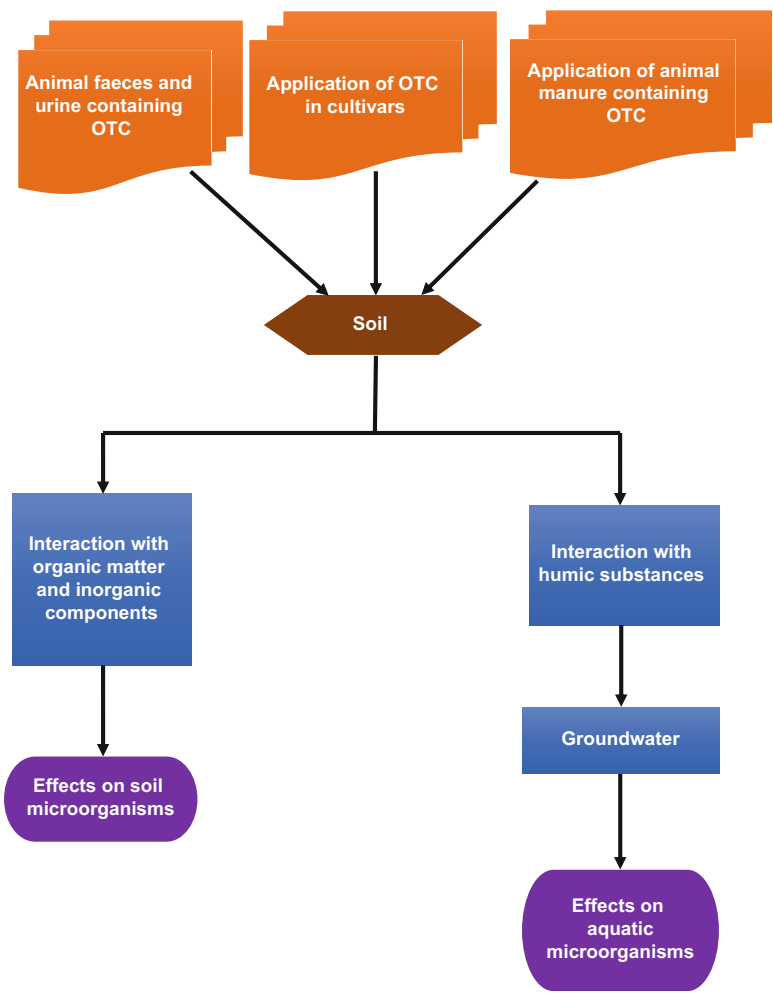 Animal faeces and
urine containing
OTC
Application of OTC
in cultivars
Application of animal
manure containing
OTC
Soil
Interaction with
organic matter
and inorganic
components
Interaction with
humic substances
Groundwater
Effects on soil
microorganisms
Effects on
aquatic
microorganisms